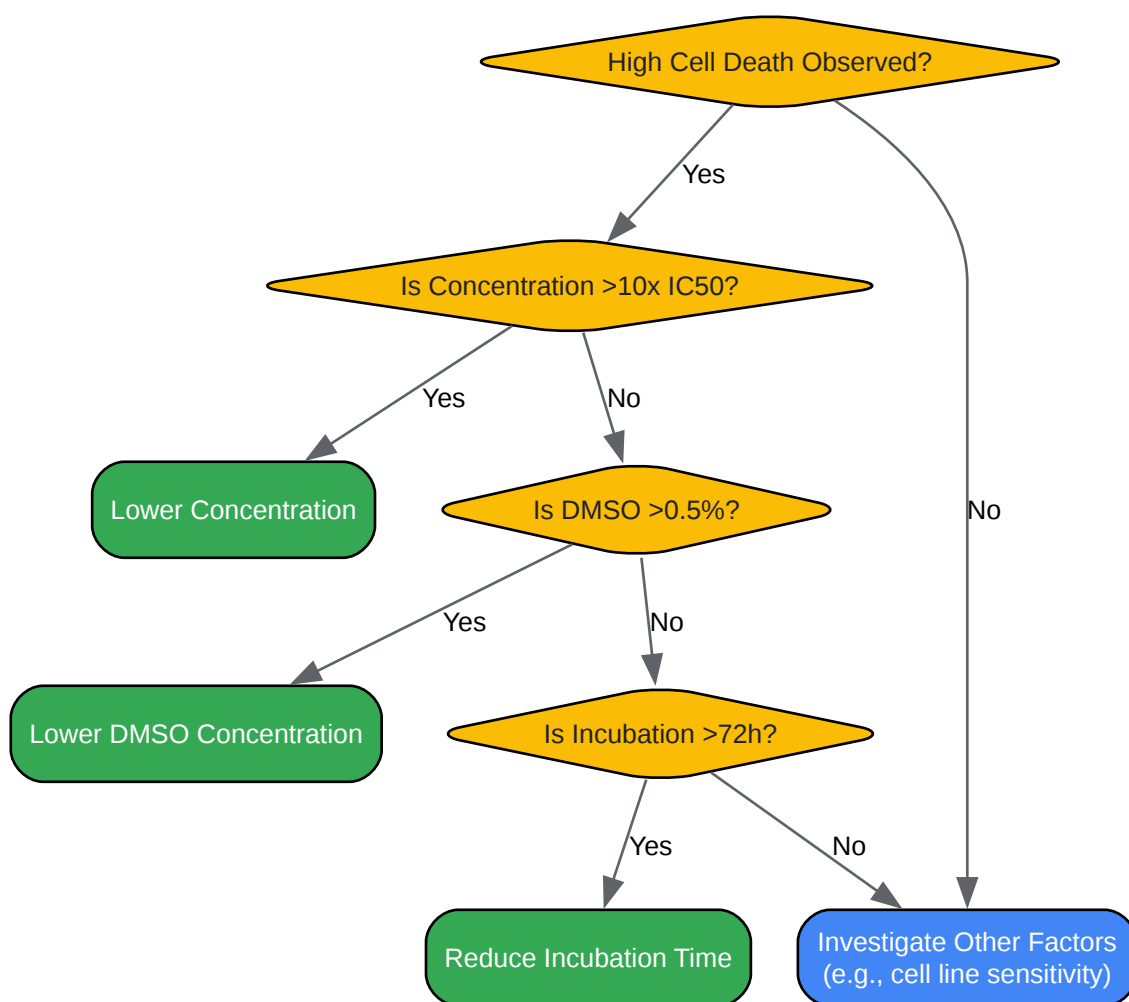 High Cell Death Observed?
Yes
Is Concentration >10x IC50?
Yes
No
Lower Concentration
Is DMSO >0.5%?
No
Yes
No
Lower DMSO Concentration
Is Incubation >72h?
Yes
No
Reduce Incubation Time
Investigate Other Factors
(e.g., cell line sensitivity)